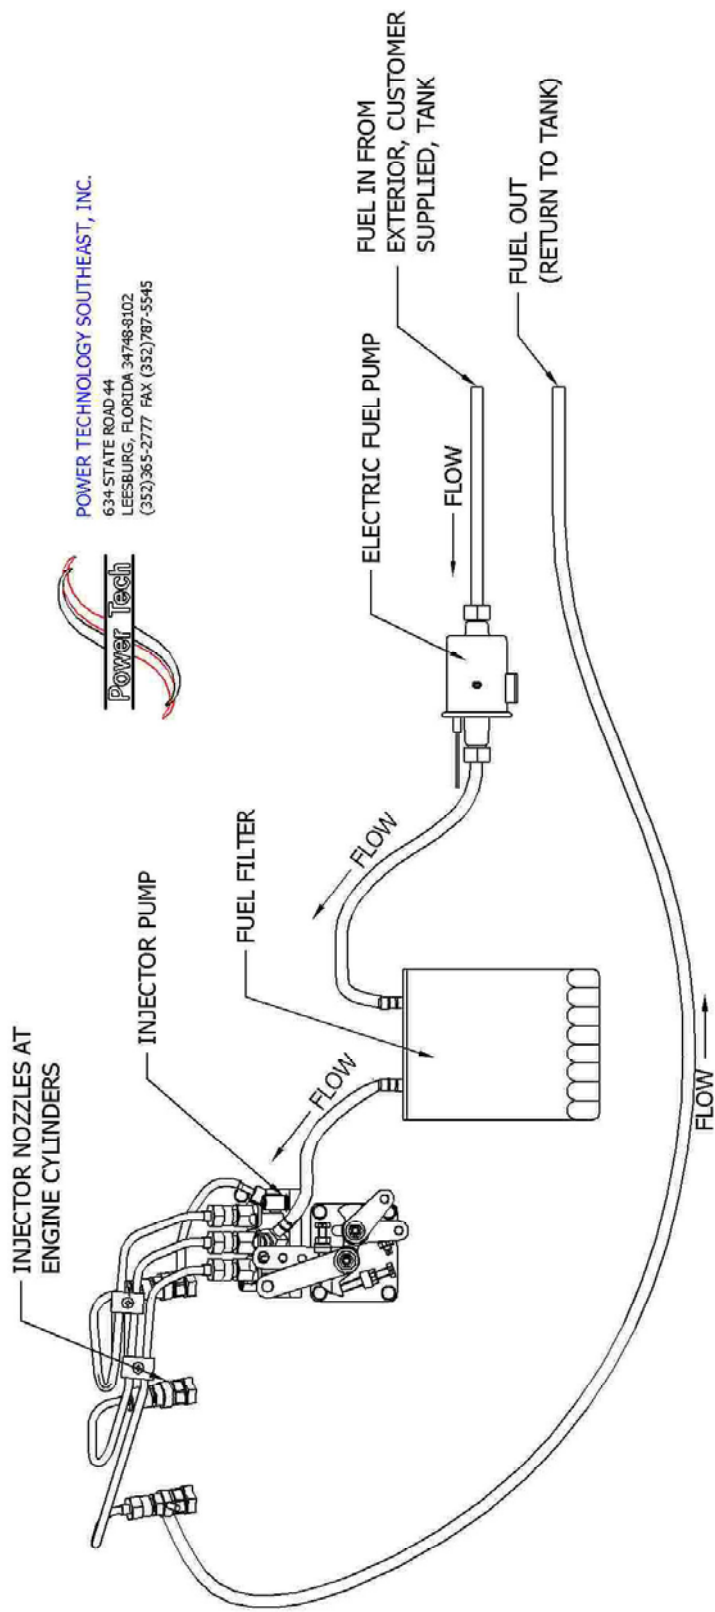 POWER TECHNOLOGY SOUTHEAST, INC.
634 STATE ROAD 44
LEESBURG, FLORIDA 34748-8102
(352)365-2777 FAX (352)787-5545
Power Tech
INJECTOR NOZZLES AT
ENGINE CYLINDERS
INJECTOR PUMP
FUEL FILTER
ELECTRIC FUEL PUMP
FUEL IN FROM
EXTERIOR, CUSTOMER
SUPPLIED, TANK
FUEL OUT
(RETURN TO TANK)
FLOW
FLOW
FLOW
FLOW